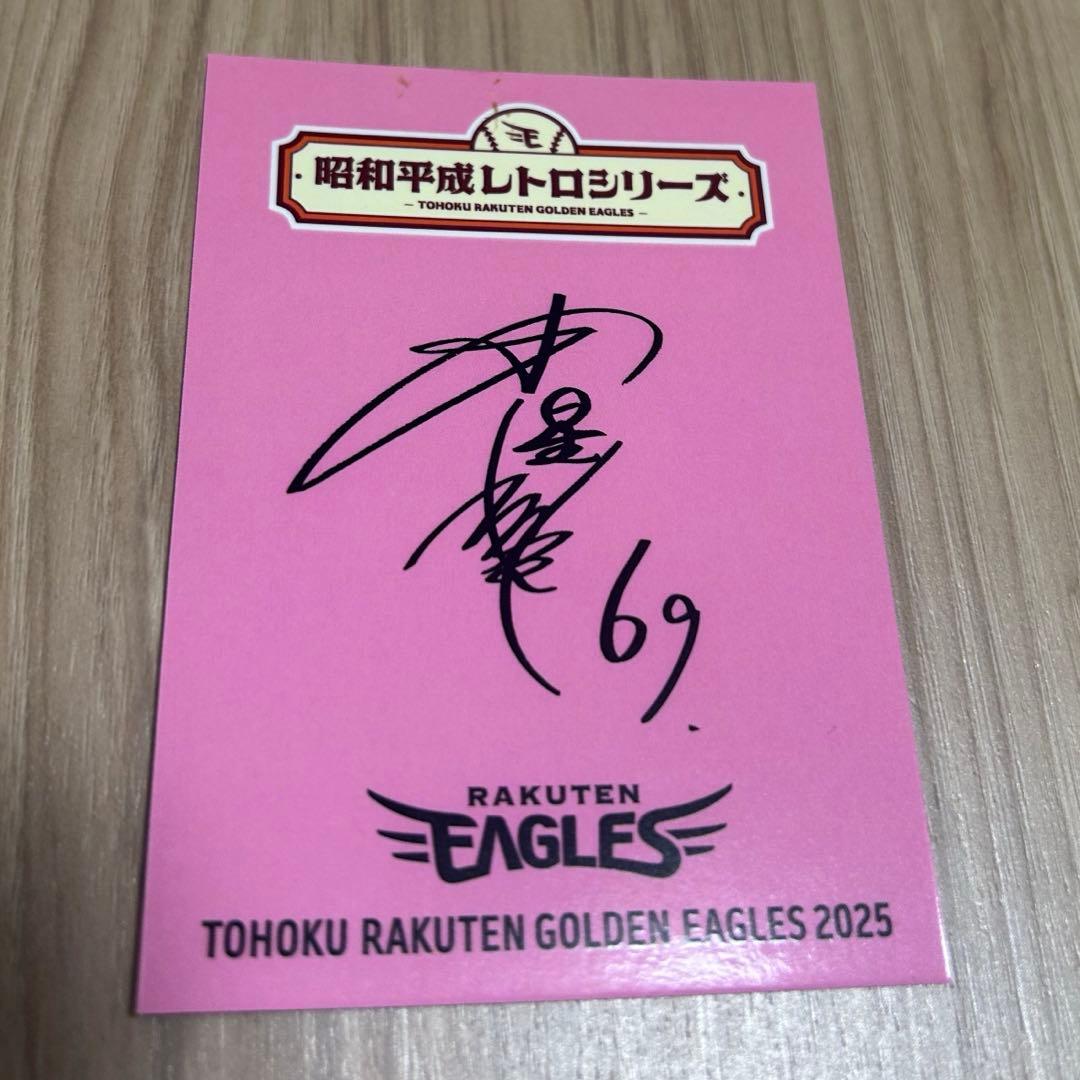 E
昭和平成レトロシリーズ
– TOHOKU RAKUTEN GOLDEN EAGLES –
69.
RAKUTEN
EAGLES
TOHOKU RAKUTEN GOLDEN EAGLES 2025